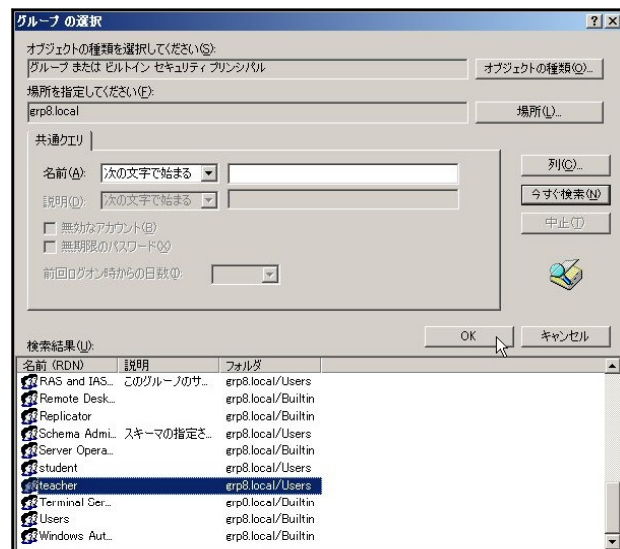 グループ の選択
オブジェクトの種類を選択してください(S):
グループ または ビルトイン セキュリティ プリンシパル
オブジェクトの種類(O)...
場所を指定してください(F):
grp8.local
場所(L)...
共通クエリ
名前(A): 次の文字で始まる
説明(D): 次の文字で始まる
無効なアカウント(B)
無期限のパスワード(X)
前回ログオン時からの日数(I):
列(C)...
今すぐ検索(N)
中止(T)
OK
キャンセル
検索結果(U):
名前 (RDN) 説明 フォルダ
RAS and IAS... このグループのサ... grp8.local/Users
Remote Desk... grp8.local/Builtin
Replicator grp8.local/Builtin
Schema Admi... スキーマの指定さ... grp8.local/Users
Server Opera... grp8.local/Builtin
student grp8.local/Users
teacher grp8.local/Users
Terminal Ser... grp8.local/Builtin
Users grp8.local/Builtin
Windows Aut... grp8.local/Builtin